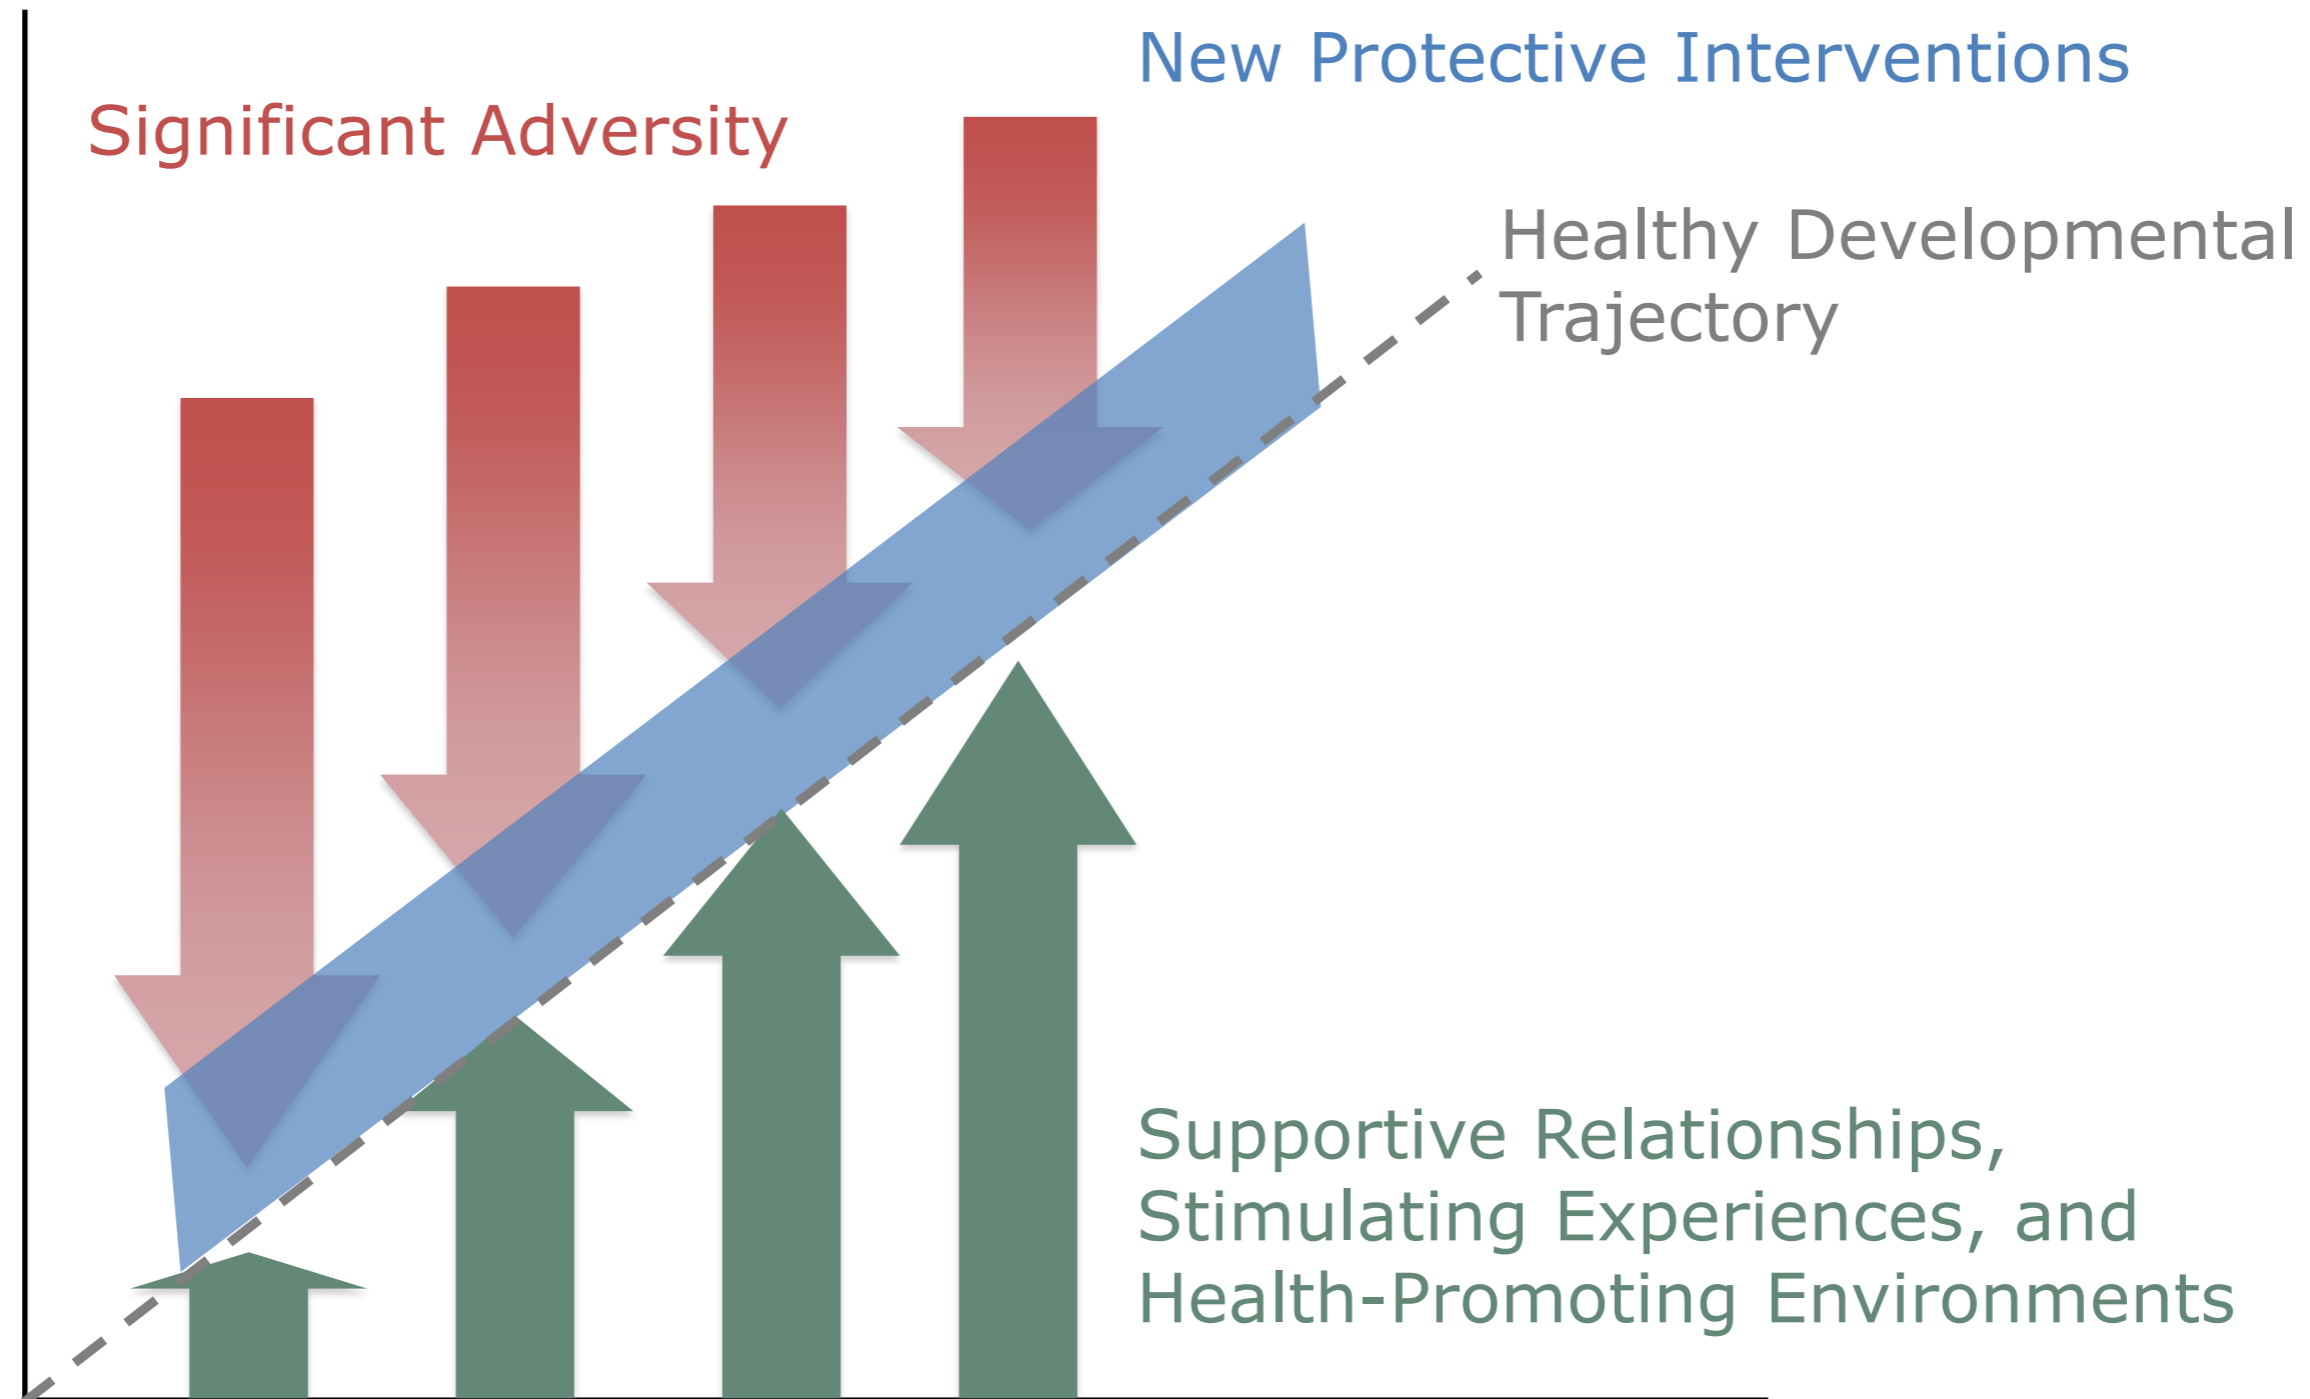 New Protective Interventions
Significant Adversity
Healthy Developmental
Trajectory
Supportive Relationships,
Stimulating Experiences, and
Health-Promoting Environments